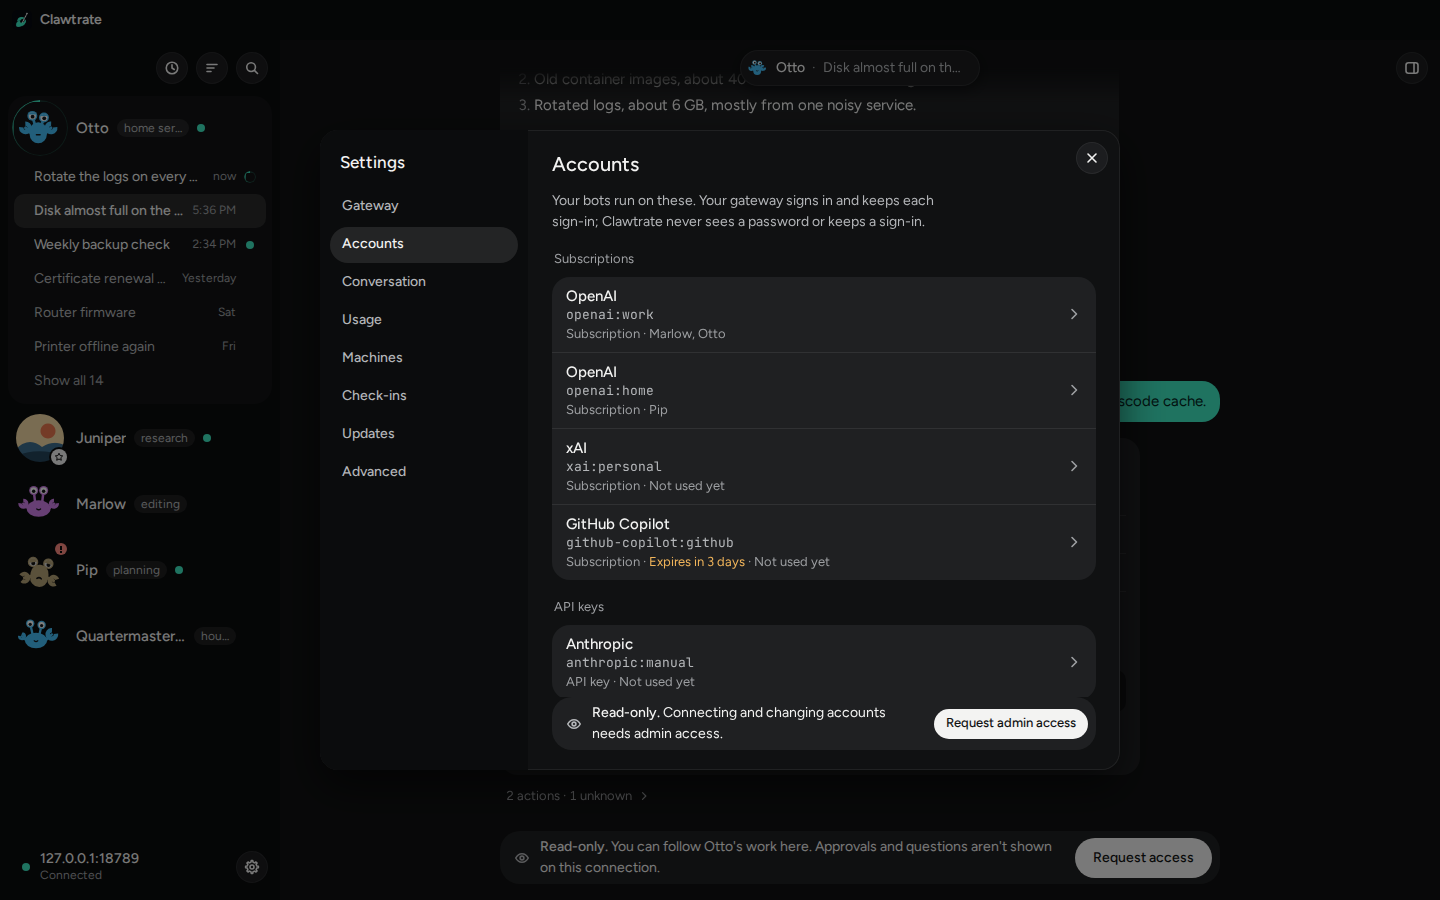 Clawtrate
Otto · Disk almost full on th...
2. Old container images, about 40
3. Rotated logs, about 6 GB, mostly from one noisy service.
Otto home ser...
Rotate the logs on every ... now
Disk almost full on the ... 5:36 PM
Weekly backup check 2:34 PM
Certificate renewal ... Yesterday
Router firmware Sat
Printer offline again Fri
Show all 14
Juniper research
Marlow editing
Pip planning
Quartermaster... hou...
127.0.0.1:18789
Connected
Settings
Gateway
Accounts
Conversation
Usage
Machines
Check-ins
Updates
Advanced
Accounts
Your bots run on these. Your gateway signs in and keeps each
sign-in; Clawtrate never sees a password or keeps a sign-in.
Subscriptions
OpenAI
openai:work
Subscription · Marlow, Otto
OpenAI
openai:home
Subscription · Pip
xAI
xai:personal
Subscription · Not used yet
GitHub Copilot
github-copilot:github
Subscription · Expires in 3 days · Not used yet
API keys
Anthropic
anthropic:manual
API key · Not used yet
Read-only. Connecting and changing accounts
needs admin access.
Request admin access
scode cache.
2 actions · 1 unknown
Read-only. You can follow Otto's work here. Approvals and questions aren't shown
on this connection.
Request access